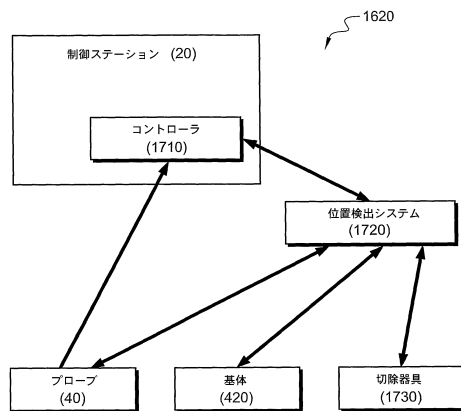 1620
制御ステーション (20)
コントローラ
(1710)
位置検出システム
(1720)
プローブ
(40)
基体
(420)
切除器具
(1730)